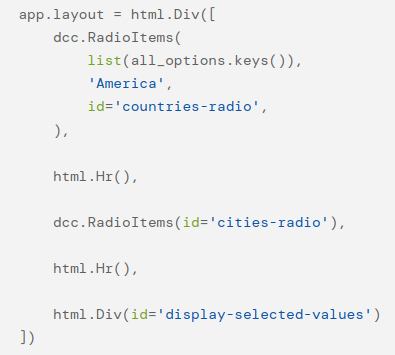 app.layout = html.Div([
    dcc.RadioItems(
        list(all_options.keys()),
        'America',
        id='countries-radio',
    ),

    html.Hr(),

    dcc.RadioItems(id='cities-radio'),

    html.Hr(),

    html.Div(id='display-selected-values')
])